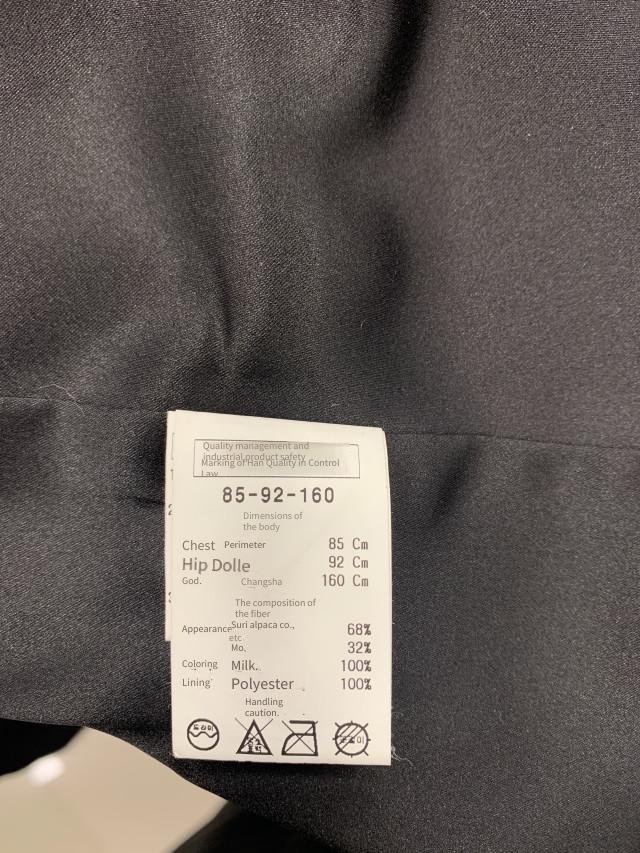 Quality management and
industrial product safety
Marking of Han Quality in Control
Law
85-92-160
Dimensions of
the body
Chest Perimeter 85 Cm
Hip Dolle 92 Cm
God. Changsha 160 Cm
The composition of
the fiber
Appearance Suri alpaca co., 68%
etc
Mo. 32%
Coloring Milk. 100%
Lining Polyester 100%
Handling
caution.